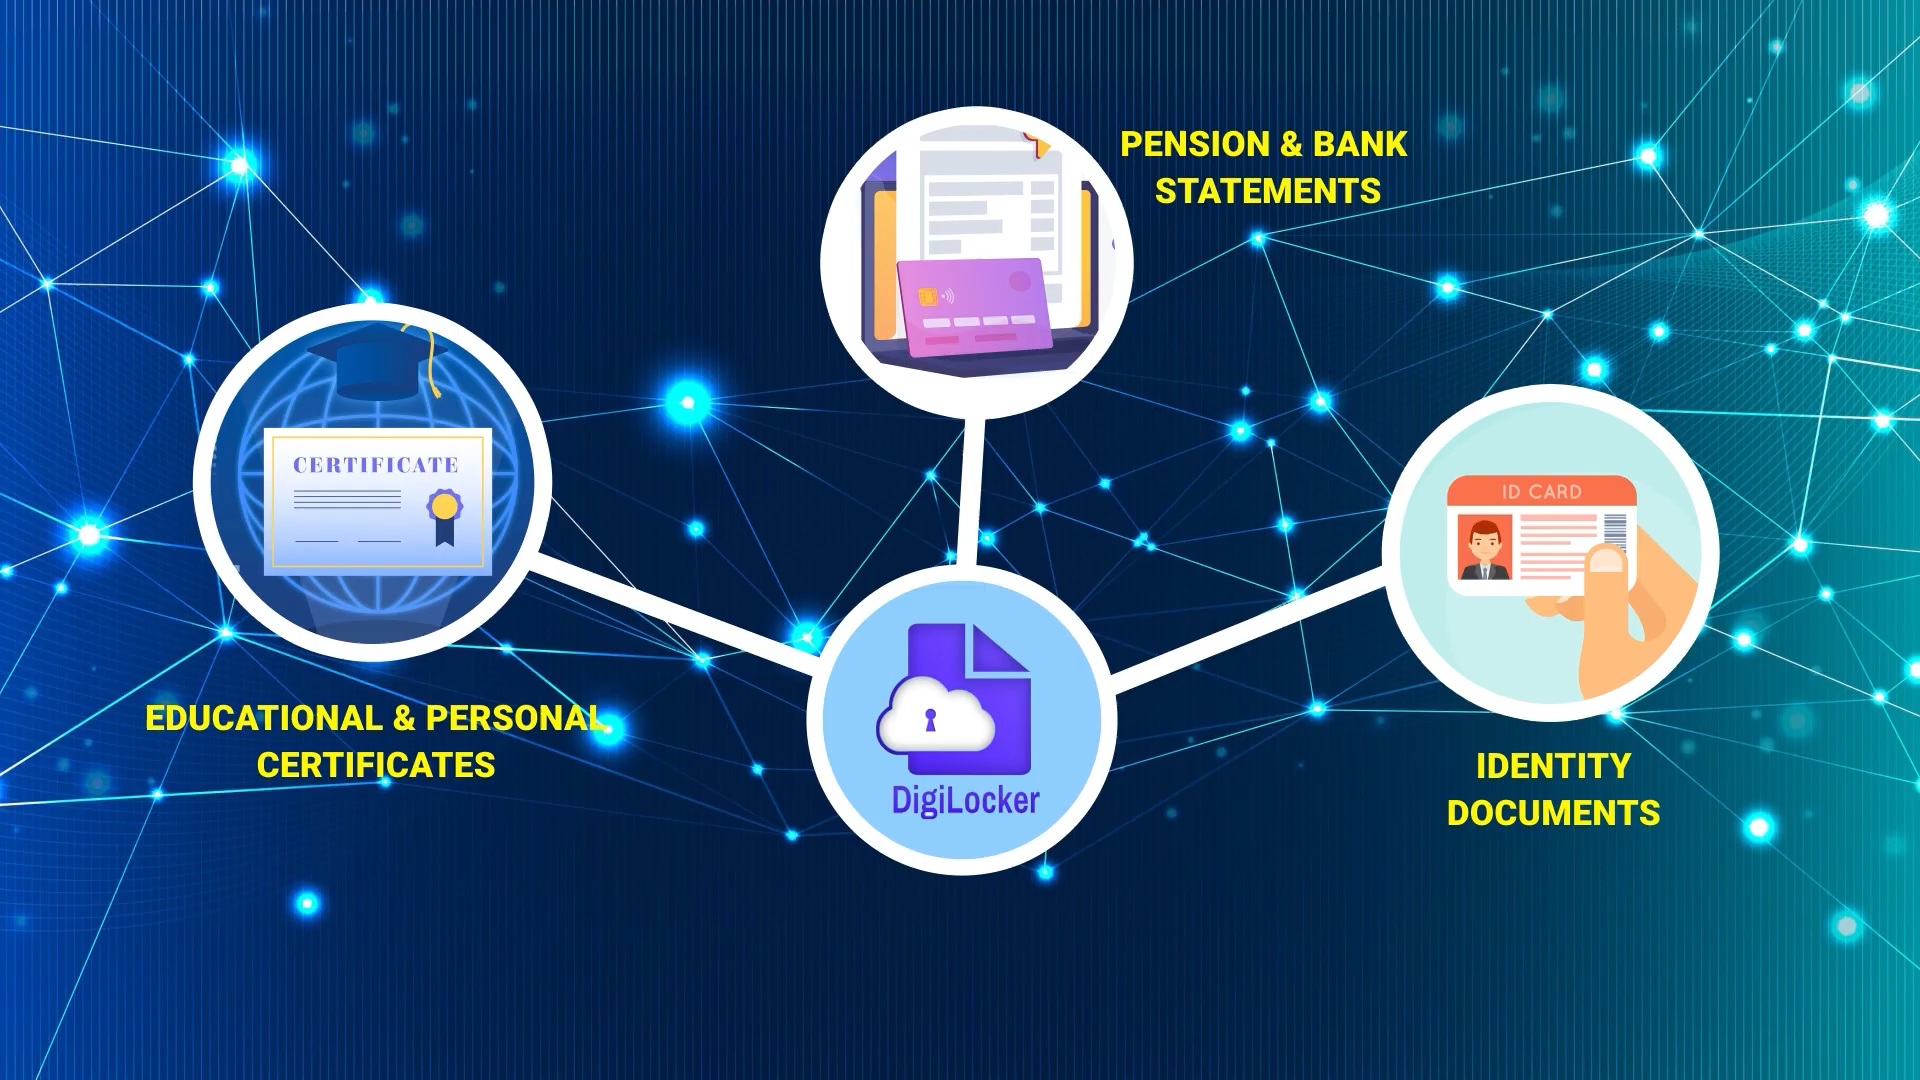 PENSION & BANK
STATEMENTS
CERTIFICATE
ID CARD
EDUCATIONAL & PERSONAL
CERTIFICATES
IDENTITY
DOCUMENTS
DigiLocker